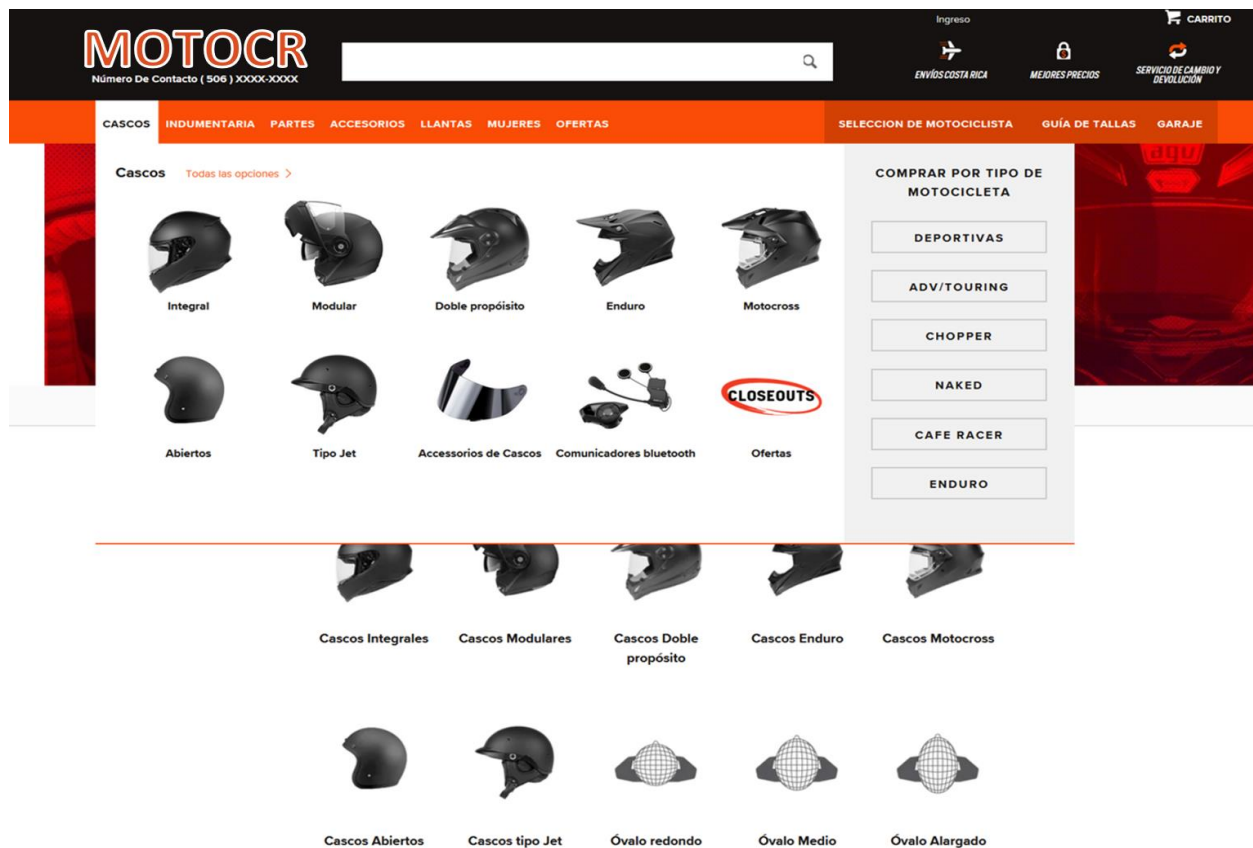 Ingreso
CARRITO
MOTOCR
Número De Contacto ( 506 ) XXXX-XXXX
ENVÍOS COSTA RICA
MEJORES PRECIOS
SERVICIO DE CAMBIO Y
DEVOLUCIÓN
CASCOS INDUMENTARIA PARTES ACCESORIOS LLANTAS MUJERES OFERTAS SELECCION DE MOTOCICLISTA GUÍA DE TALLAS GARAJE
Cascos Todas las opciones >
COMPRAR POR TIPO DE
MOTOCICLETA
agv
DEPORTIVAS
ADV/TOURING
CHOPPER
NAKED
CAFE RACER
ENDURO
Integral Modular Doble propóisito Enduro Motocross
CLOSEOUTS
Abiertos Tipo Jet Accessorios de Cascos Comunicadores bluetooth Ofertas
Cascos Integrales Cascos Modulares Cascos Doble Cascos Enduro Cascos Motocross
propósito
Cascos Abiertos Cascos tipo Jet Óvalo redondo Óvalo Medio Óvalo Alargado